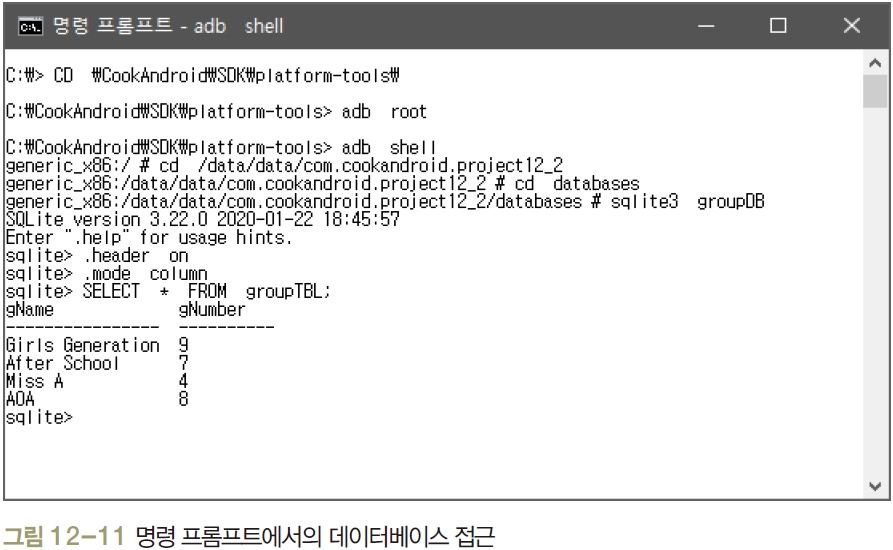 명령 프롬프트 - adb shell
C:₩> CD ₩CookAndroid₩SDK₩platform-tools₩
C:₩CookAndroid₩SDK₩platform-tools> adb root
C:₩CookAndroid₩SDK₩platform-tools> adb shell
generic_x86:/ # cd /data/data/com.cookandroid.project12_2
generic_x86:/data/data/com.cookandroid.project12_2 # cd databases
generic_x86:/data/data/com.cookandroid.project12_2/databases # sqlite3 groupDB
SQLite version 3.22.0 2020-01-22 18:45:57
Enter ".help" for usage hints.
sqlite> .header on
sqlite> .mode column
sqlite> SELECT * FROM groupTBL;
gName gNumber
---------------- ----------
Girls Generation 9
After School 7
Miss A 4
AOA 8
sqlite>
그림 12-11 명령 프롬프트에서의 데이터베이스 접근